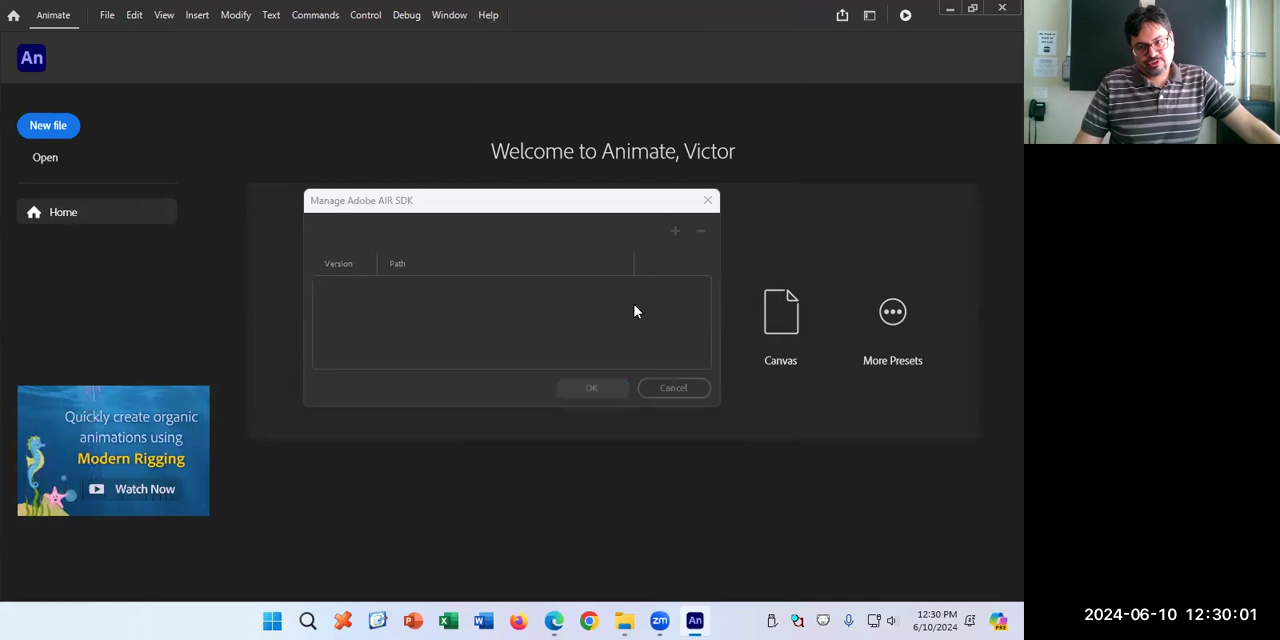 Animate File Edit View Insert Modify Text Commands Control Debug Window Help
An
New file
Open
Home
Welcome to Animate, Victor
Manage Adobe AIR SDK
Version Path
OK Cancel
Canvas
More Presets
Quickly create organic
animations using
Modern Rigging
Watch Now
12:30 PM
6/10/2024
2024-06-10 12:30:01